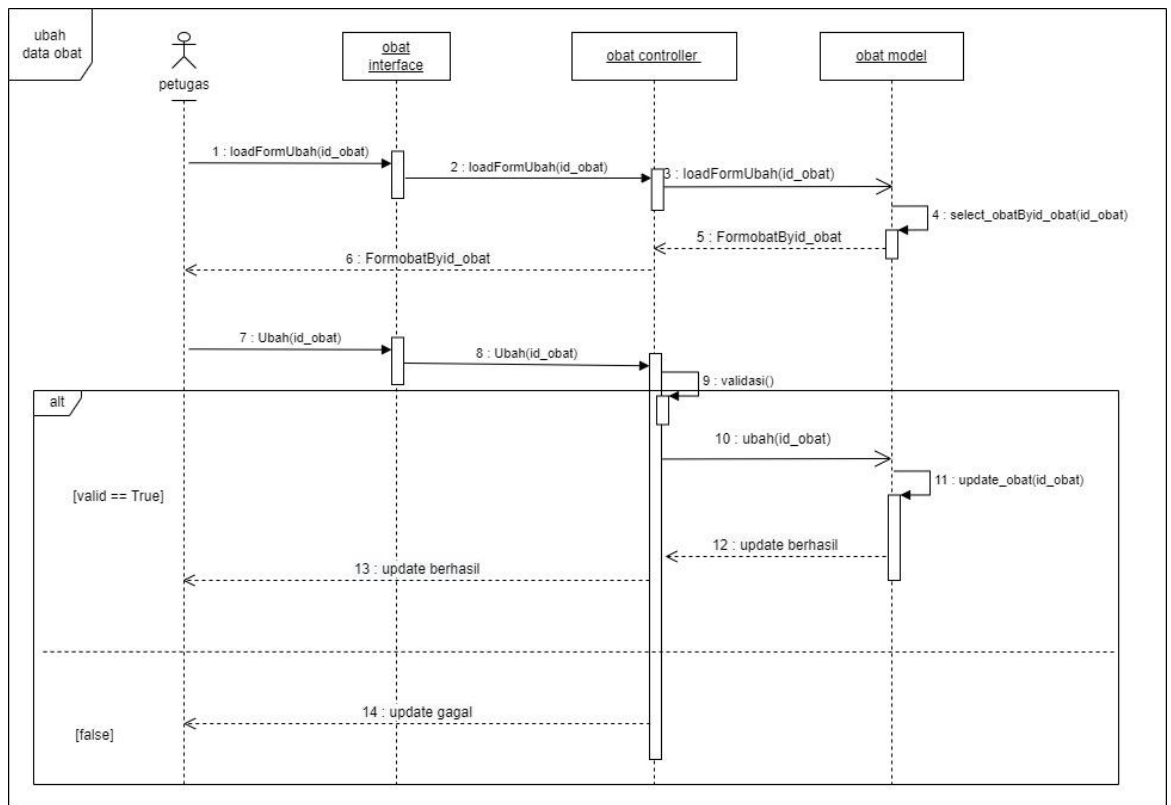 ubah
data obat
petugas
obat
interface
obat controller
obat model
1 : loadFormUbah(id_obat)
2 : loadFormUbah(id_obat)
3 : loadFormUbah(id_obat)
4 : select_obatByid_obat(id_obat)
5 : FormobatByid_obat
6 : FormobatByid_obat
7 : Ubah(id_obat)
8 : Ubah(id_obat)
9 : validasi()
alt
10 : ubah(id_obat)
11 : update_obat(id_obat)
[valid == True]
12 : update berhasil
13 : update berhasil
14 : update gagal
[false]